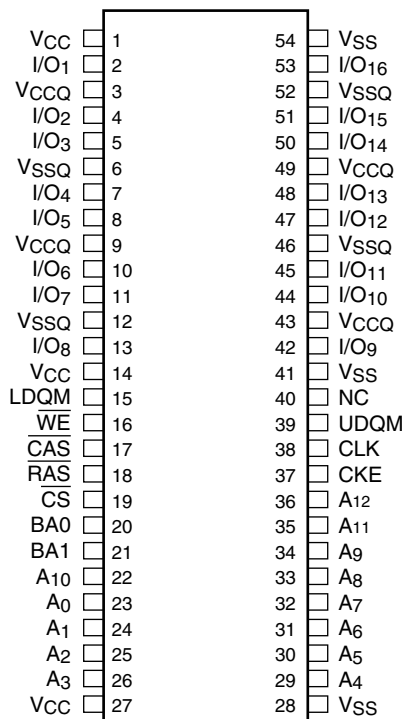 VCC 1 54 VSS
I/O1 2 53 I/O16
VCCQ 3 52 VSSQ
I/O2 4 51 I/O15
I/O3 5 50 I/O14
VSSQ 6 49 VCCQ
I/O4 7 48 I/O13
I/O5 8 47 I/O12
VCCQ 9 46 VSSQ
I/O6 10 45 I/O11
I/O7 11 44 I/O10
VSSQ 12 43 VCCQ
I/O8 13 42 I/O9
VCC 14 41 VSS
LDQM 15 40 NC
W̅E̅ 16 39 UDQM
C̅A̅S̅ 17 38 CLK
R̅A̅S̅ 18 37 CKE
C̅S̅ 19 36 A12
BA0 20 35 A11
BA1 21 34 A9
A10 22 33 A8
A0 23 32 A7
A1 24 31 A6
A2 25 30 A5
A3 26 29 A4
VCC 27 28 VSS